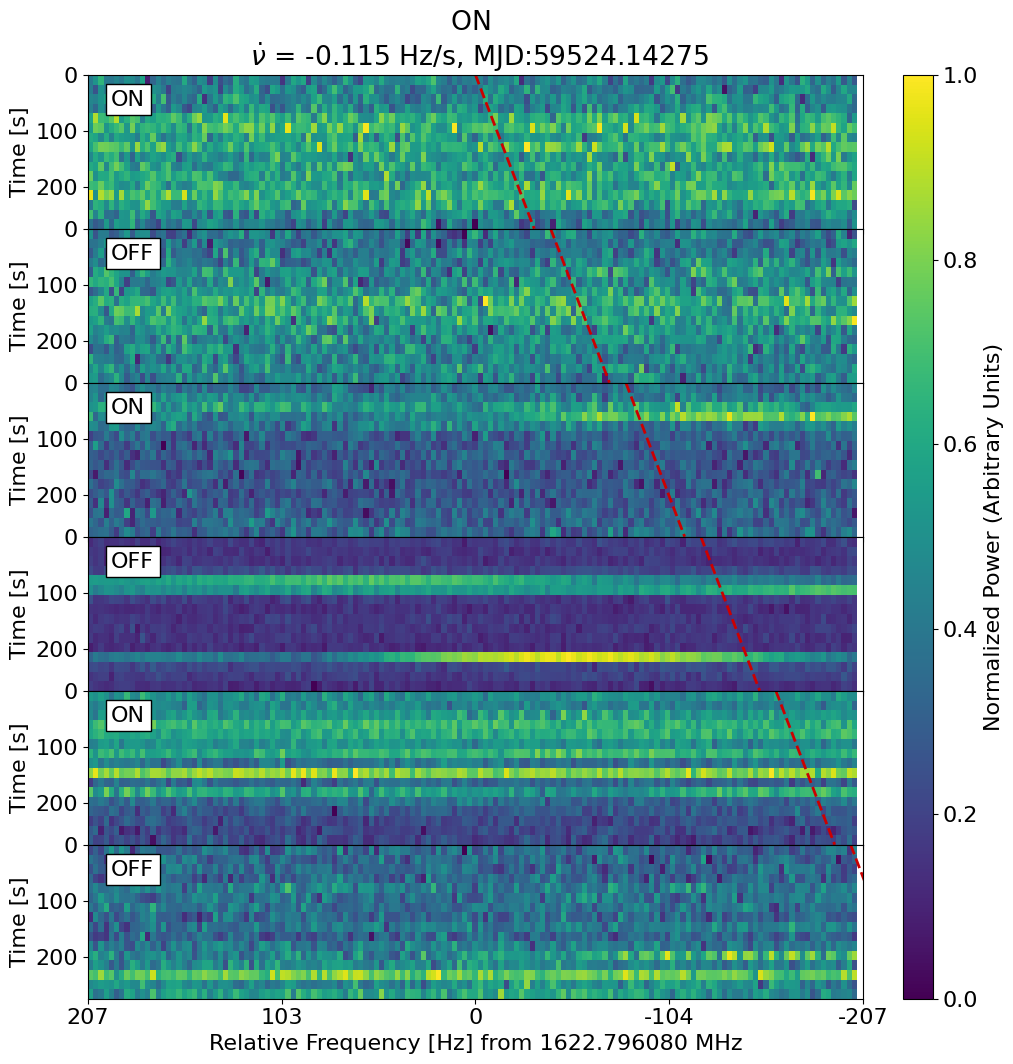 ON
ν̇ = -0.115 Hz/s, MJD:59524.14275
0
ON
100
200
Time [s]
0
OFF
100
200
Time [s]
0
ON
100
200
Time [s]
0
OFF
100
200
Time [s]
0
ON
100
200
Time [s]
0
OFF
100
200
Time [s]
207 103 0 -104 -207
Relative Frequency [Hz] from 1622.796080 MHz
1.0
0.8
0.6
0.4
0.2
0.0
Normalized Power (Arbitrary Units)